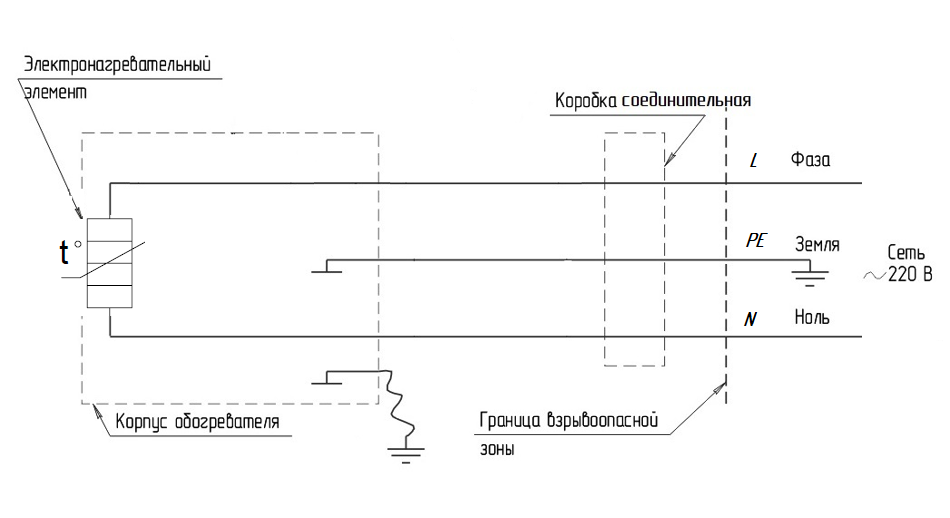 Электронагревательный
элемент
Коробка соединительная
L Фаза
t°
PE Земля
Сеть
~220 В
N Ноль
Корпус обогревателя
Граница взрывоопасной
зоны